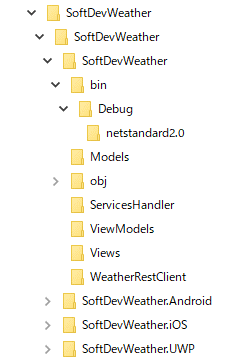 SoftDevWeather
SoftDevWeather
SoftDevWeather
bin
Debug
netstandard2.0
Models
obj
ServicesHandler
ViewModels
Views
WeatherRestClient
SoftDevWeather.Android
SoftDevWeather.iOS
SoftDevWeather.UWP